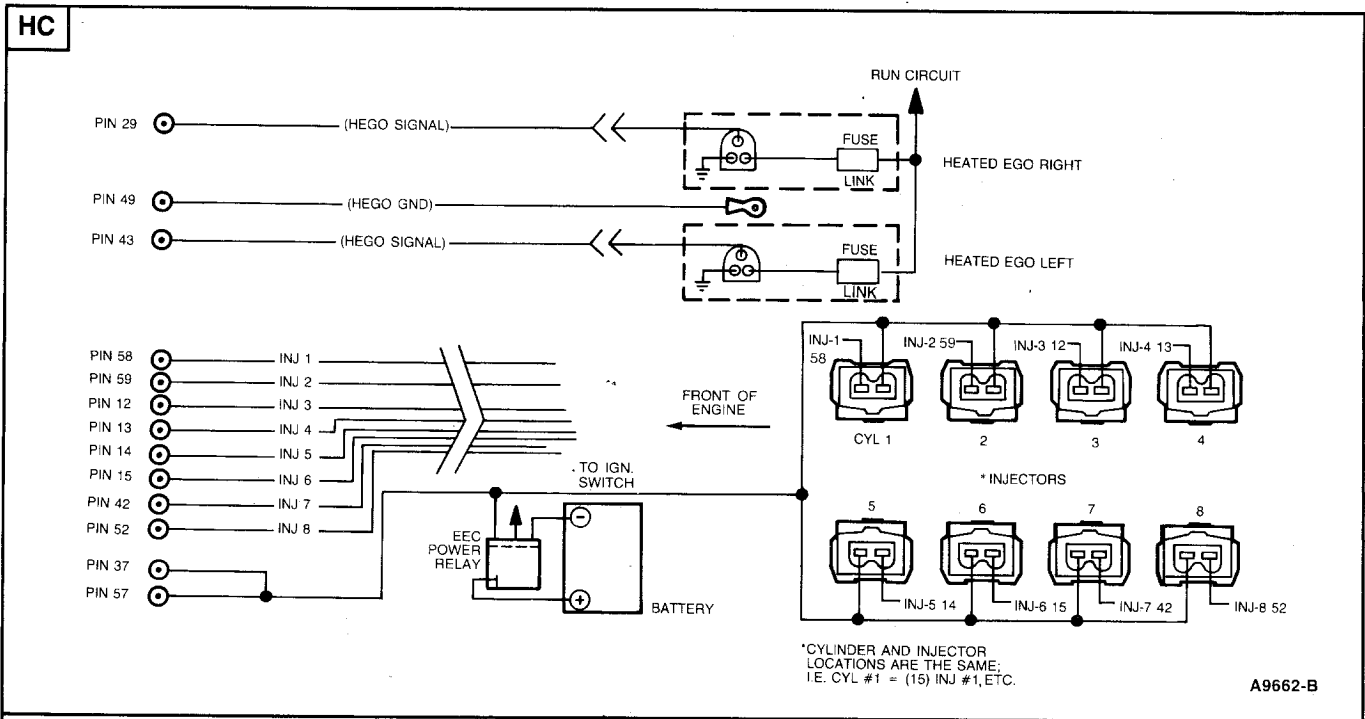 HC
RUN CIRCUIT
PIN 29
(HEGO SIGNAL)
FUSE
LINK
HEATED EGO RIGHT
PIN 49
(HEGO GND)
PIN 43
(HEGO SIGNAL)
FUSE
LINK
HEATED EGO LEFT
PIN 58
INJ 1
PIN 59
INJ 2
PIN 12
INJ 3
PIN 13
INJ 4
PIN 14
INJ 5
PIN 15
INJ 6
PIN 42
INJ 7
PIN 52
INJ 8
PIN 37
PIN 57
FRONT OF
ENGINE
INJ-1
58
INJ-2 59
INJ-3 12
INJ-4 13
CYL 1
2
3
4
TO IGN.
SWITCH
EEC
POWER
RELAY
−
+
BATTERY
* INJECTORS
5
6
7
8
INJ-5 14
INJ-6 15
INJ-7 42
INJ-8 52
*CYLINDER AND INJECTOR
LOCATIONS ARE THE SAME;
I.E. CYL #1 = (15) INJ #1, ETC.
A9662-B